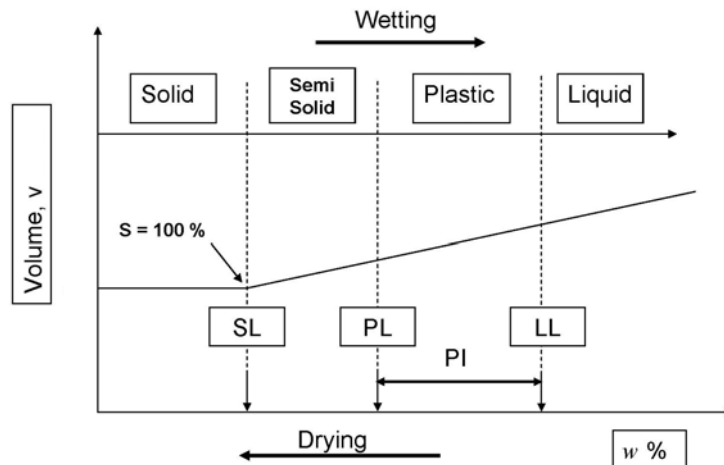 Wetting
Solid
Semi
Solid
Plastic
Liquid
Volume, v
S = 100 %
SL
PL
LL
PI
Drying
w %